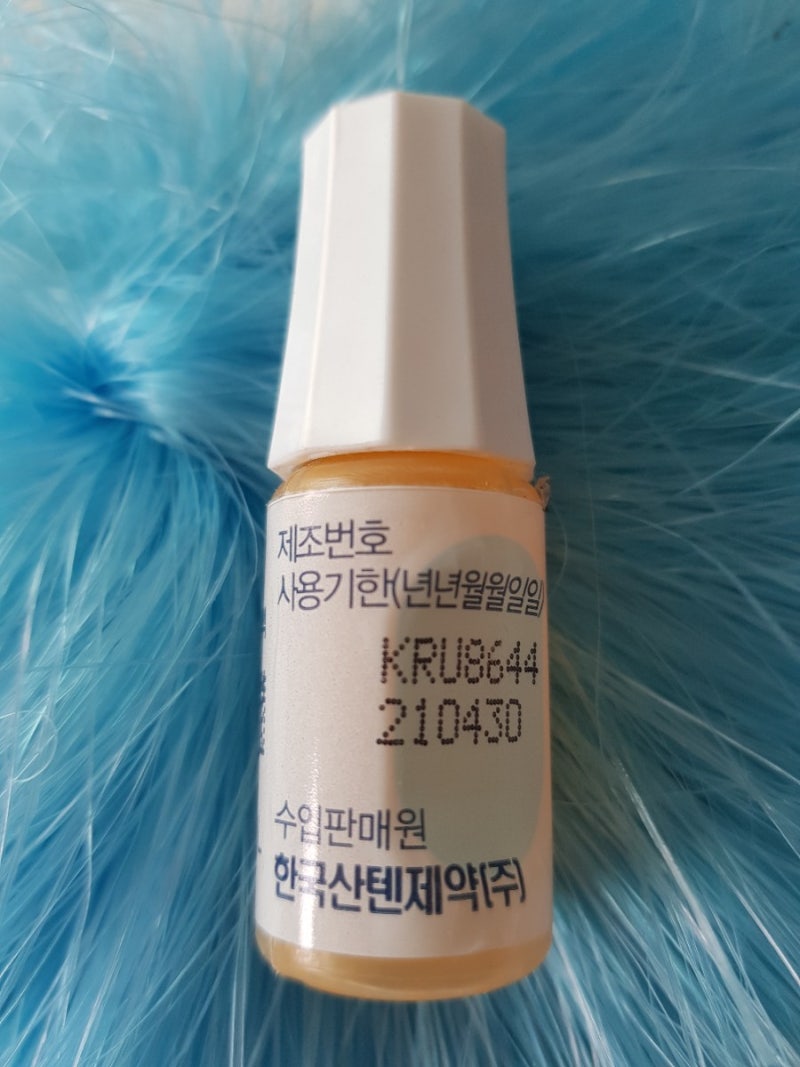 제조번호
사용기한(년년월월일일)
KRU8644
210430
수입판매원
한국산텐제약(주)